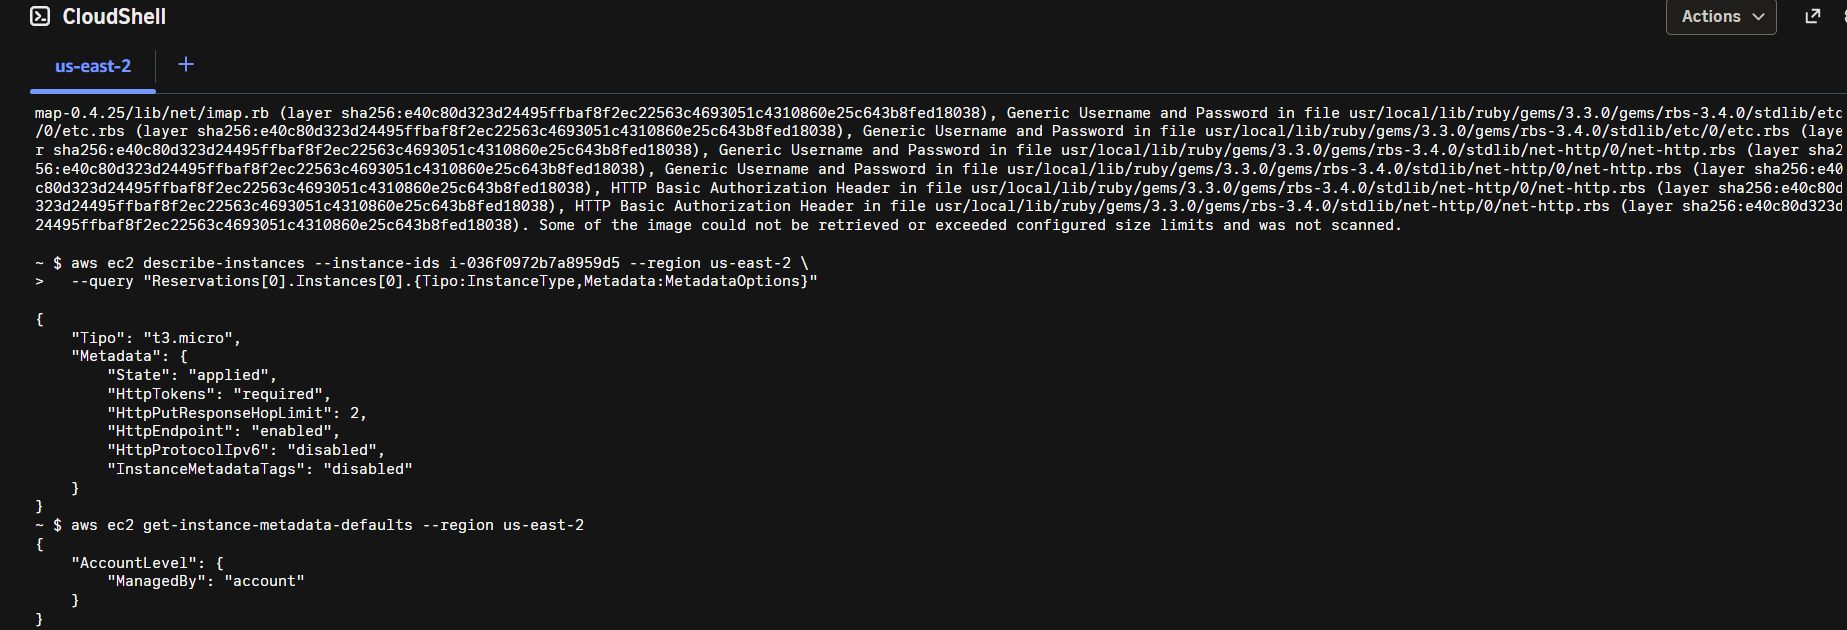 CloudShell
Actions
us-east-2
+
map-0.4.25/lib/net/imap.rb (layer sha256:e40c80d323d24495ffbaf8f2ec22563c4693051c4310860e25c643b8fed18038), Generic Username and Password in file usr/local/lib/ruby/gems/3.3.0/gems/rbs-3.4.0/stdlib/etc
/0/etc.rbs (layer sha256:e40c80d323d24495ffbaf8f2ec22563c4693051c4310860e25c643b8fed18038), Generic Username and Password in file usr/local/lib/ruby/gems/3.3.0/gems/rbs-3.4.0/stdlib/etc/0/etc.rbs (laye
r sha256:e40c80d323d24495ffbaf8f2ec22563c4693051c4310860e25c643b8fed18038), Generic Username and Password in file usr/local/lib/ruby/gems/3.3.0/gems/rbs-3.4.0/stdlib/net-http/0/net-http.rbs (layer sha2
56:e40c80d323d24495ffbaf8f2ec22563c4693051c4310860e25c643b8fed18038), Generic Username and Password in file usr/local/lib/ruby/gems/3.3.0/gems/rbs-3.4.0/stdlib/net-http/0/net-http.rbs (layer sha256:e40
c80d323d24495ffbaf8f2ec22563c4693051c4310860e25c643b8fed18038), HTTP Basic Authorization Header in file usr/local/lib/ruby/gems/3.3.0/gems/rbs-3.4.0/stdlib/net-http/0/net-http.rbs (layer sha256:e40c80d
323d24495ffbaf8f2ec22563c4693051c4310860e25c643b8fed18038), HTTP Basic Authorization Header in file usr/local/lib/ruby/gems/3.3.0/gems/rbs-3.4.0/stdlib/net-http/0/net-http.rbs (layer sha256:e40c80d323d
24495ffbaf8f2ec22563c4693051c4310860e25c643b8fed18038). Some of the image could not be retrieved or exceeded configured size limits and was not scanned.
~ $ aws ec2 describe-instances --instance-ids i-036f0972b7a8959d5 --region us-east-2 \
>   --query "Reservations[0].Instances[0].{Tipo:InstanceType,Metadata:MetadataOptions}"
{
    "Tipo": "t3.micro",
    "Metadata": {
        "State": "applied",
        "HttpTokens": "required",
        "HttpPutResponseHopLimit": 2,
        "HttpEndpoint": "enabled",
        "HttpProtocolIpv6": "disabled",
        "InstanceMetadataTags": "disabled"
    }
}
~ $ aws ec2 get-instance-metadata-defaults --region us-east-2
{
    "AccountLevel": {
        "ManagedBy": "account"
    }
}